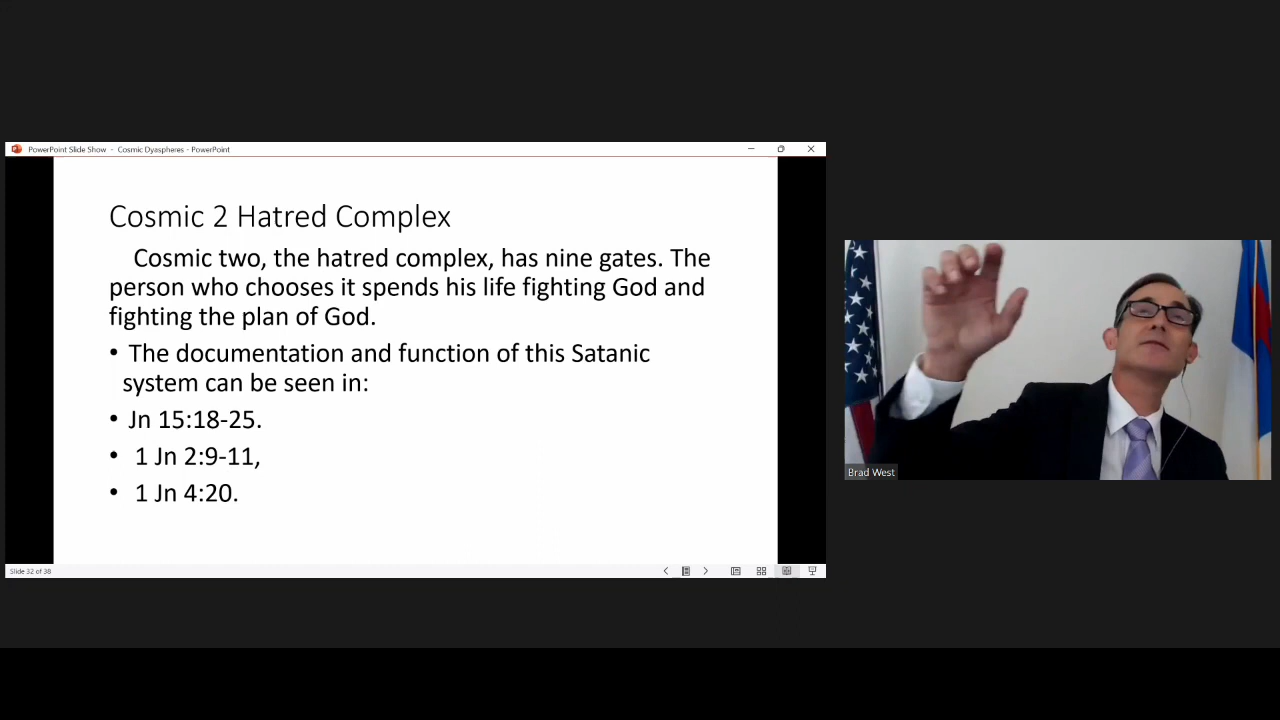 PowerPoint Slide Show - Cosmic Dyaspheres - PowerPoint
Cosmic 2 Hatred Complex
Cosmic two, the hatred complex, has nine gates. The
person who chooses it spends his life fighting God and
fighting the plan of God.
• The documentation and function of this Satanic
system can be seen in:
• Jn 15:18-25.
• 1 Jn 2:9-11,
• 1 Jn 4:20.
Slide 32 of 38
Brad West